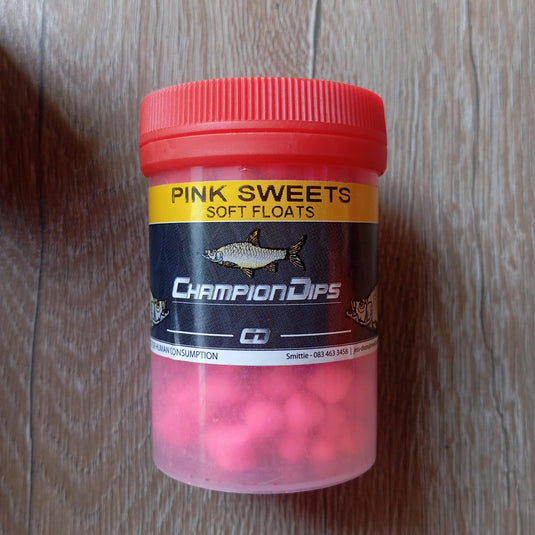 PINK SWEETS
SOFT FLOATS
CHAMPIONDIPS
CD
HUMAN CONSUMPTION
Smittie - 083 463 3458 |